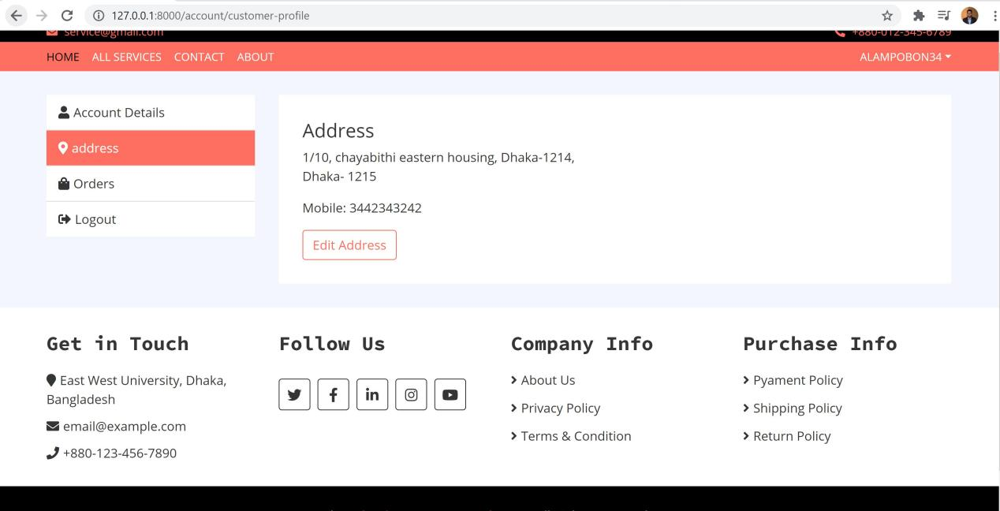 127.0.0.1:8000/account/customer-profile
service@gmail.com +880-012-345-6789
HOME ALL SERVICES CONTACT ABOUT ALAMPOBON34
Account Details
address
Orders
Logout
Address
1/10, chayabithi eastern housing, Dhaka-1214,
Dhaka- 1215
Mobile: 3442343242
Edit Address
Get in Touch
East West University, Dhaka,
Bangladesh
email@example.com
+880-123-456-7890
Follow Us
Company Info
About Us
Privacy Policy
Terms & Condition
Purchase Info
Pyament Policy
Shipping Policy
Return Policy